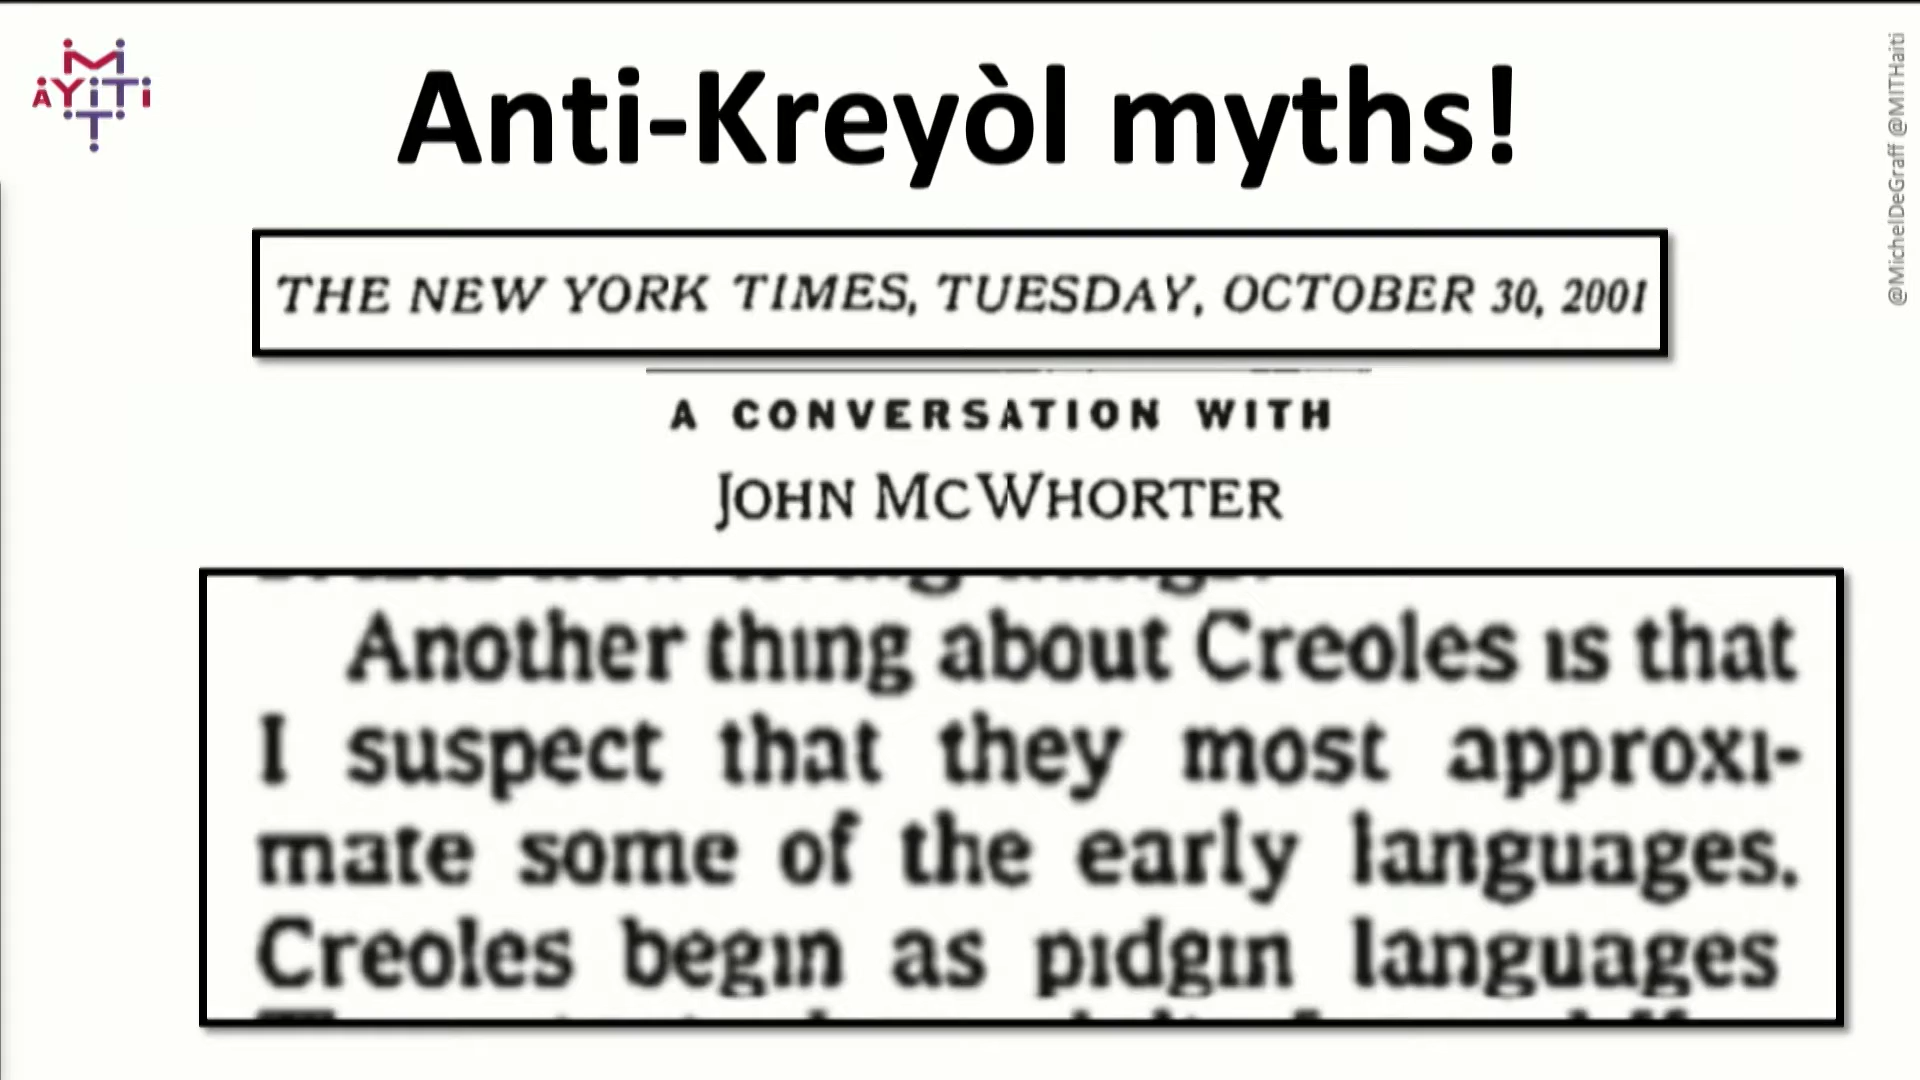 MIT
AYITI
Anti-Kreyòl myths!
@MichelDeGraff @MITHaiti
THE NEW YORK TIMES, TUESDAY, OCTOBER 30, 2001
A CONVERSATION WITH
JOHN MCWHORTER
Another thing about Creoles is that
I suspect that they most approxi-
mate some of the early languages.
Creoles begin as pidgin languages